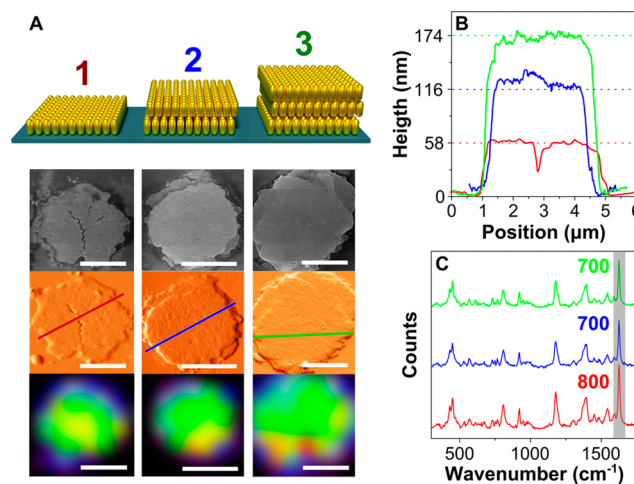 A
1
2
3
B
Heigth (nm)
174
116
58
0
0 1 2 3 4 5 6
Position (µm)
C
Counts
700
700
800
500 1000 1500
Wavenumber (cm⁻¹)